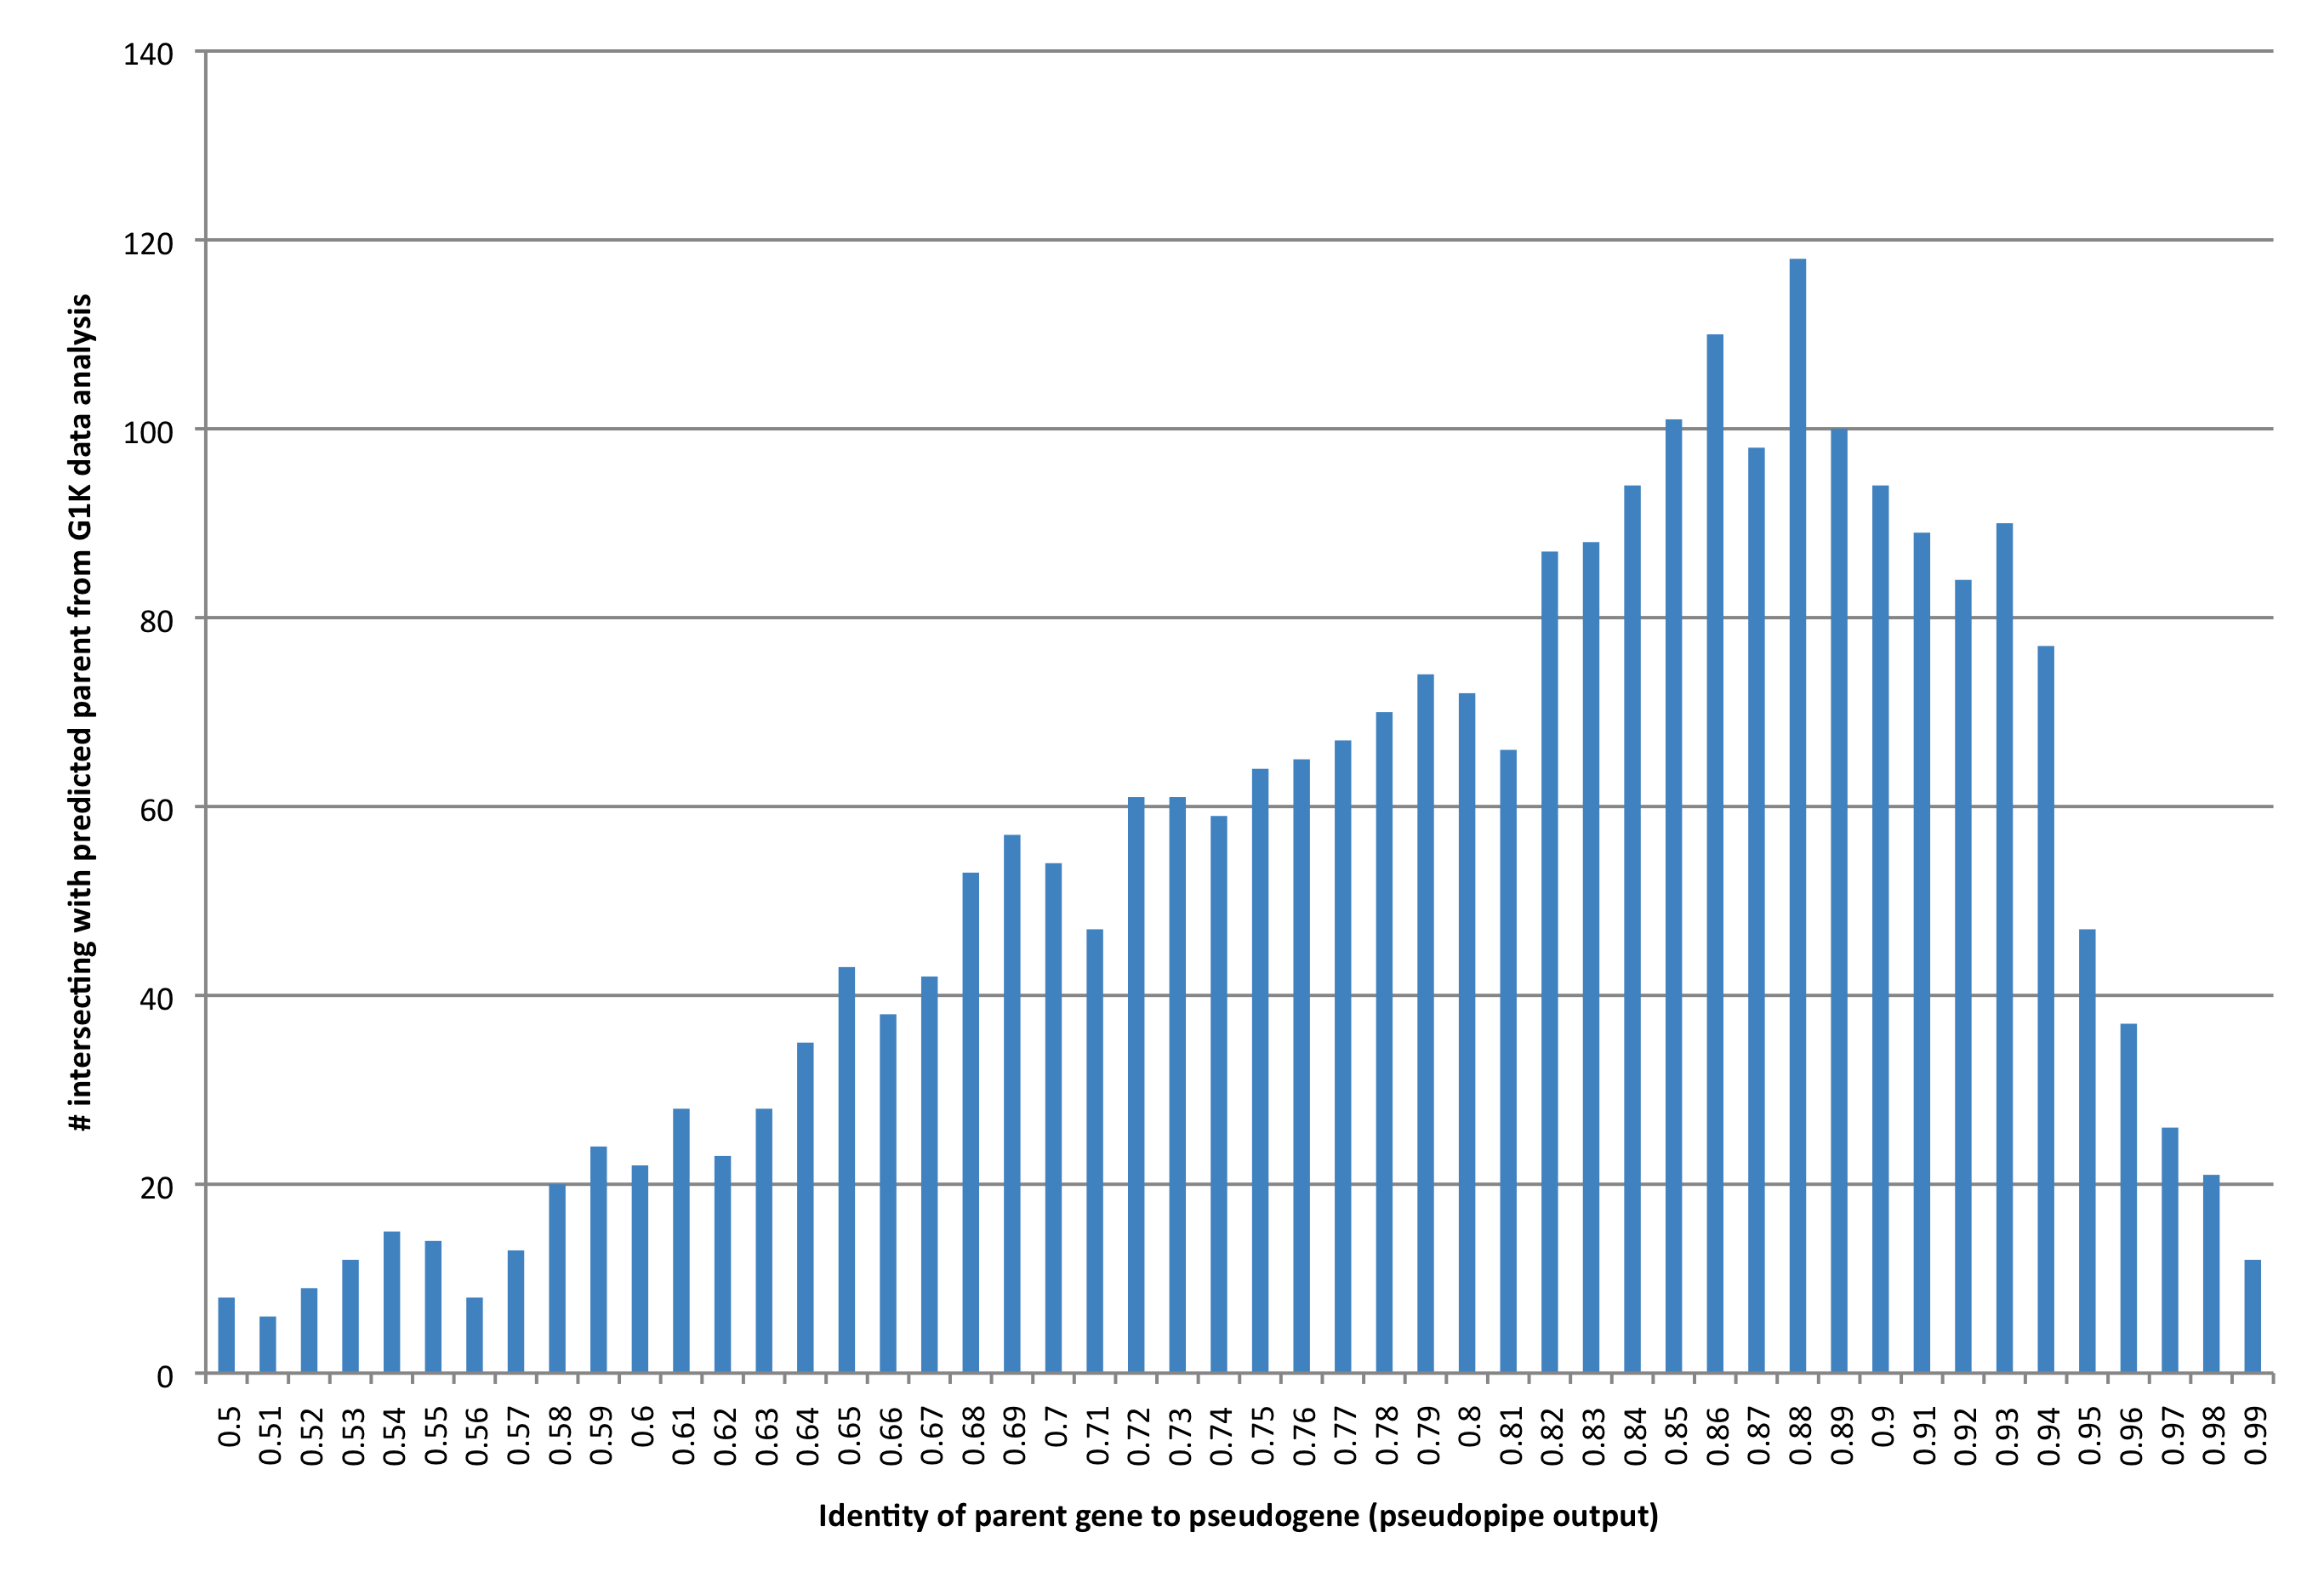 140
120
100
80
60
40
20
0
# intersecting with predicted parent from G1K data analysis
0.5 0.51 0.52 0.53 0.54 0.55 0.56 0.57 0.58 0.59 0.6 0.61 0.62 0.63 0.64 0.65 0.66 0.67 0.68 0.69 0.7 0.71 0.72 0.73 0.74 0.75 0.76 0.77 0.78 0.79 0.8 0.81 0.82 0.83 0.84 0.85 0.86 0.87 0.88 0.89 0.9 0.91 0.92 0.93 0.94 0.95 0.96 0.97 0.98 0.99
Identity of parent gene to pseudogene (pseudopipe output)